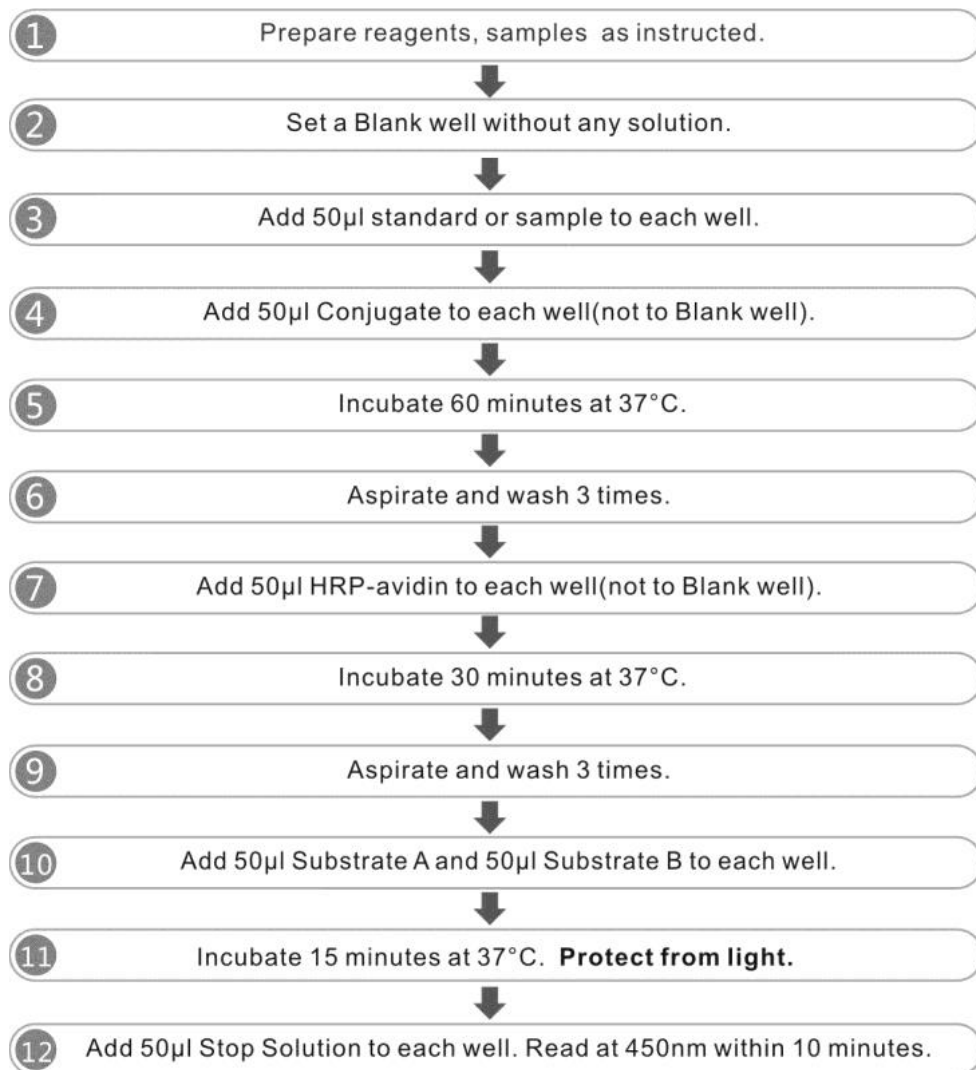 1 Prepare reagents, samples as instructed.
2 Set a Blank well without any solution.
3 Add 50µl standard or sample to each well.
4 Add 50µl Conjugate to each well(not to Blank well).
5 Incubate 60 minutes at 37°C.
6 Aspirate and wash 3 times.
7 Add 50µl HRP-avidin to each well(not to Blank well).
8 Incubate 30 minutes at 37°C.
9 Aspirate and wash 3 times.
10 Add 50µl Substrate A and 50µl Substrate B to each well.
11 Incubate 15 minutes at 37°C. Protect from light.
12 Add 50µl Stop Solution to each well. Read at 450nm within 10 minutes.